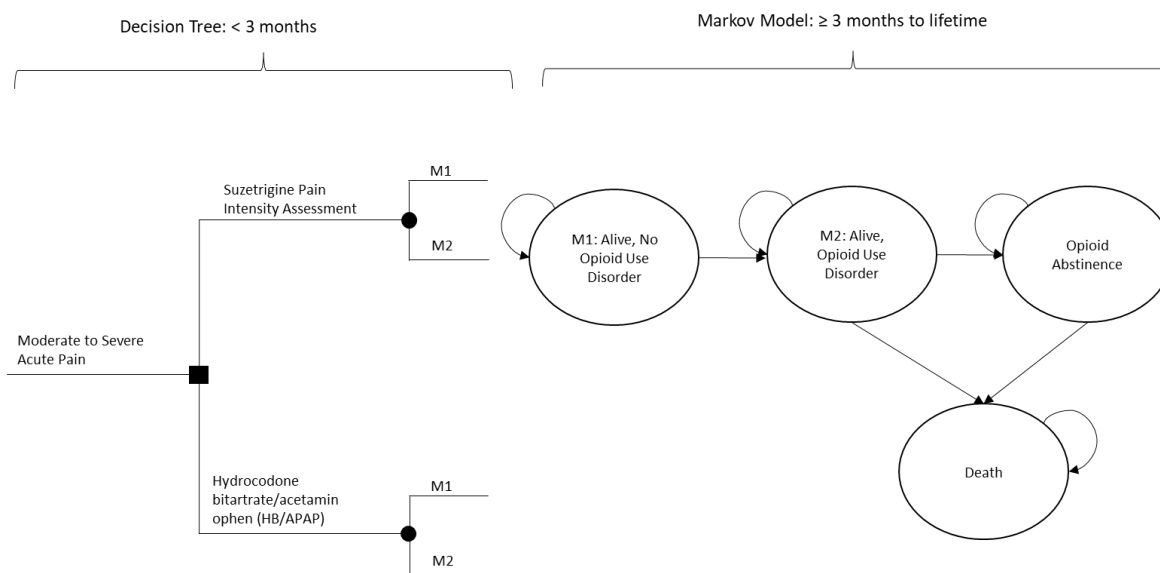 Decision Tree: < 3 months
Markov Model: ≥ 3 months to lifetime
M1
Suzetrigine Pain
Intensity Assessment
M2
M1: Alive, No
Opioid Use
Disorder
M2: Alive,
Opioid Use
Disorder
Opioid
Abstinence
Moderate to Severe
Acute Pain
Death
Hydrocodone
bitartrate/acetamin
ophen (HB/APAP)
M1
M2